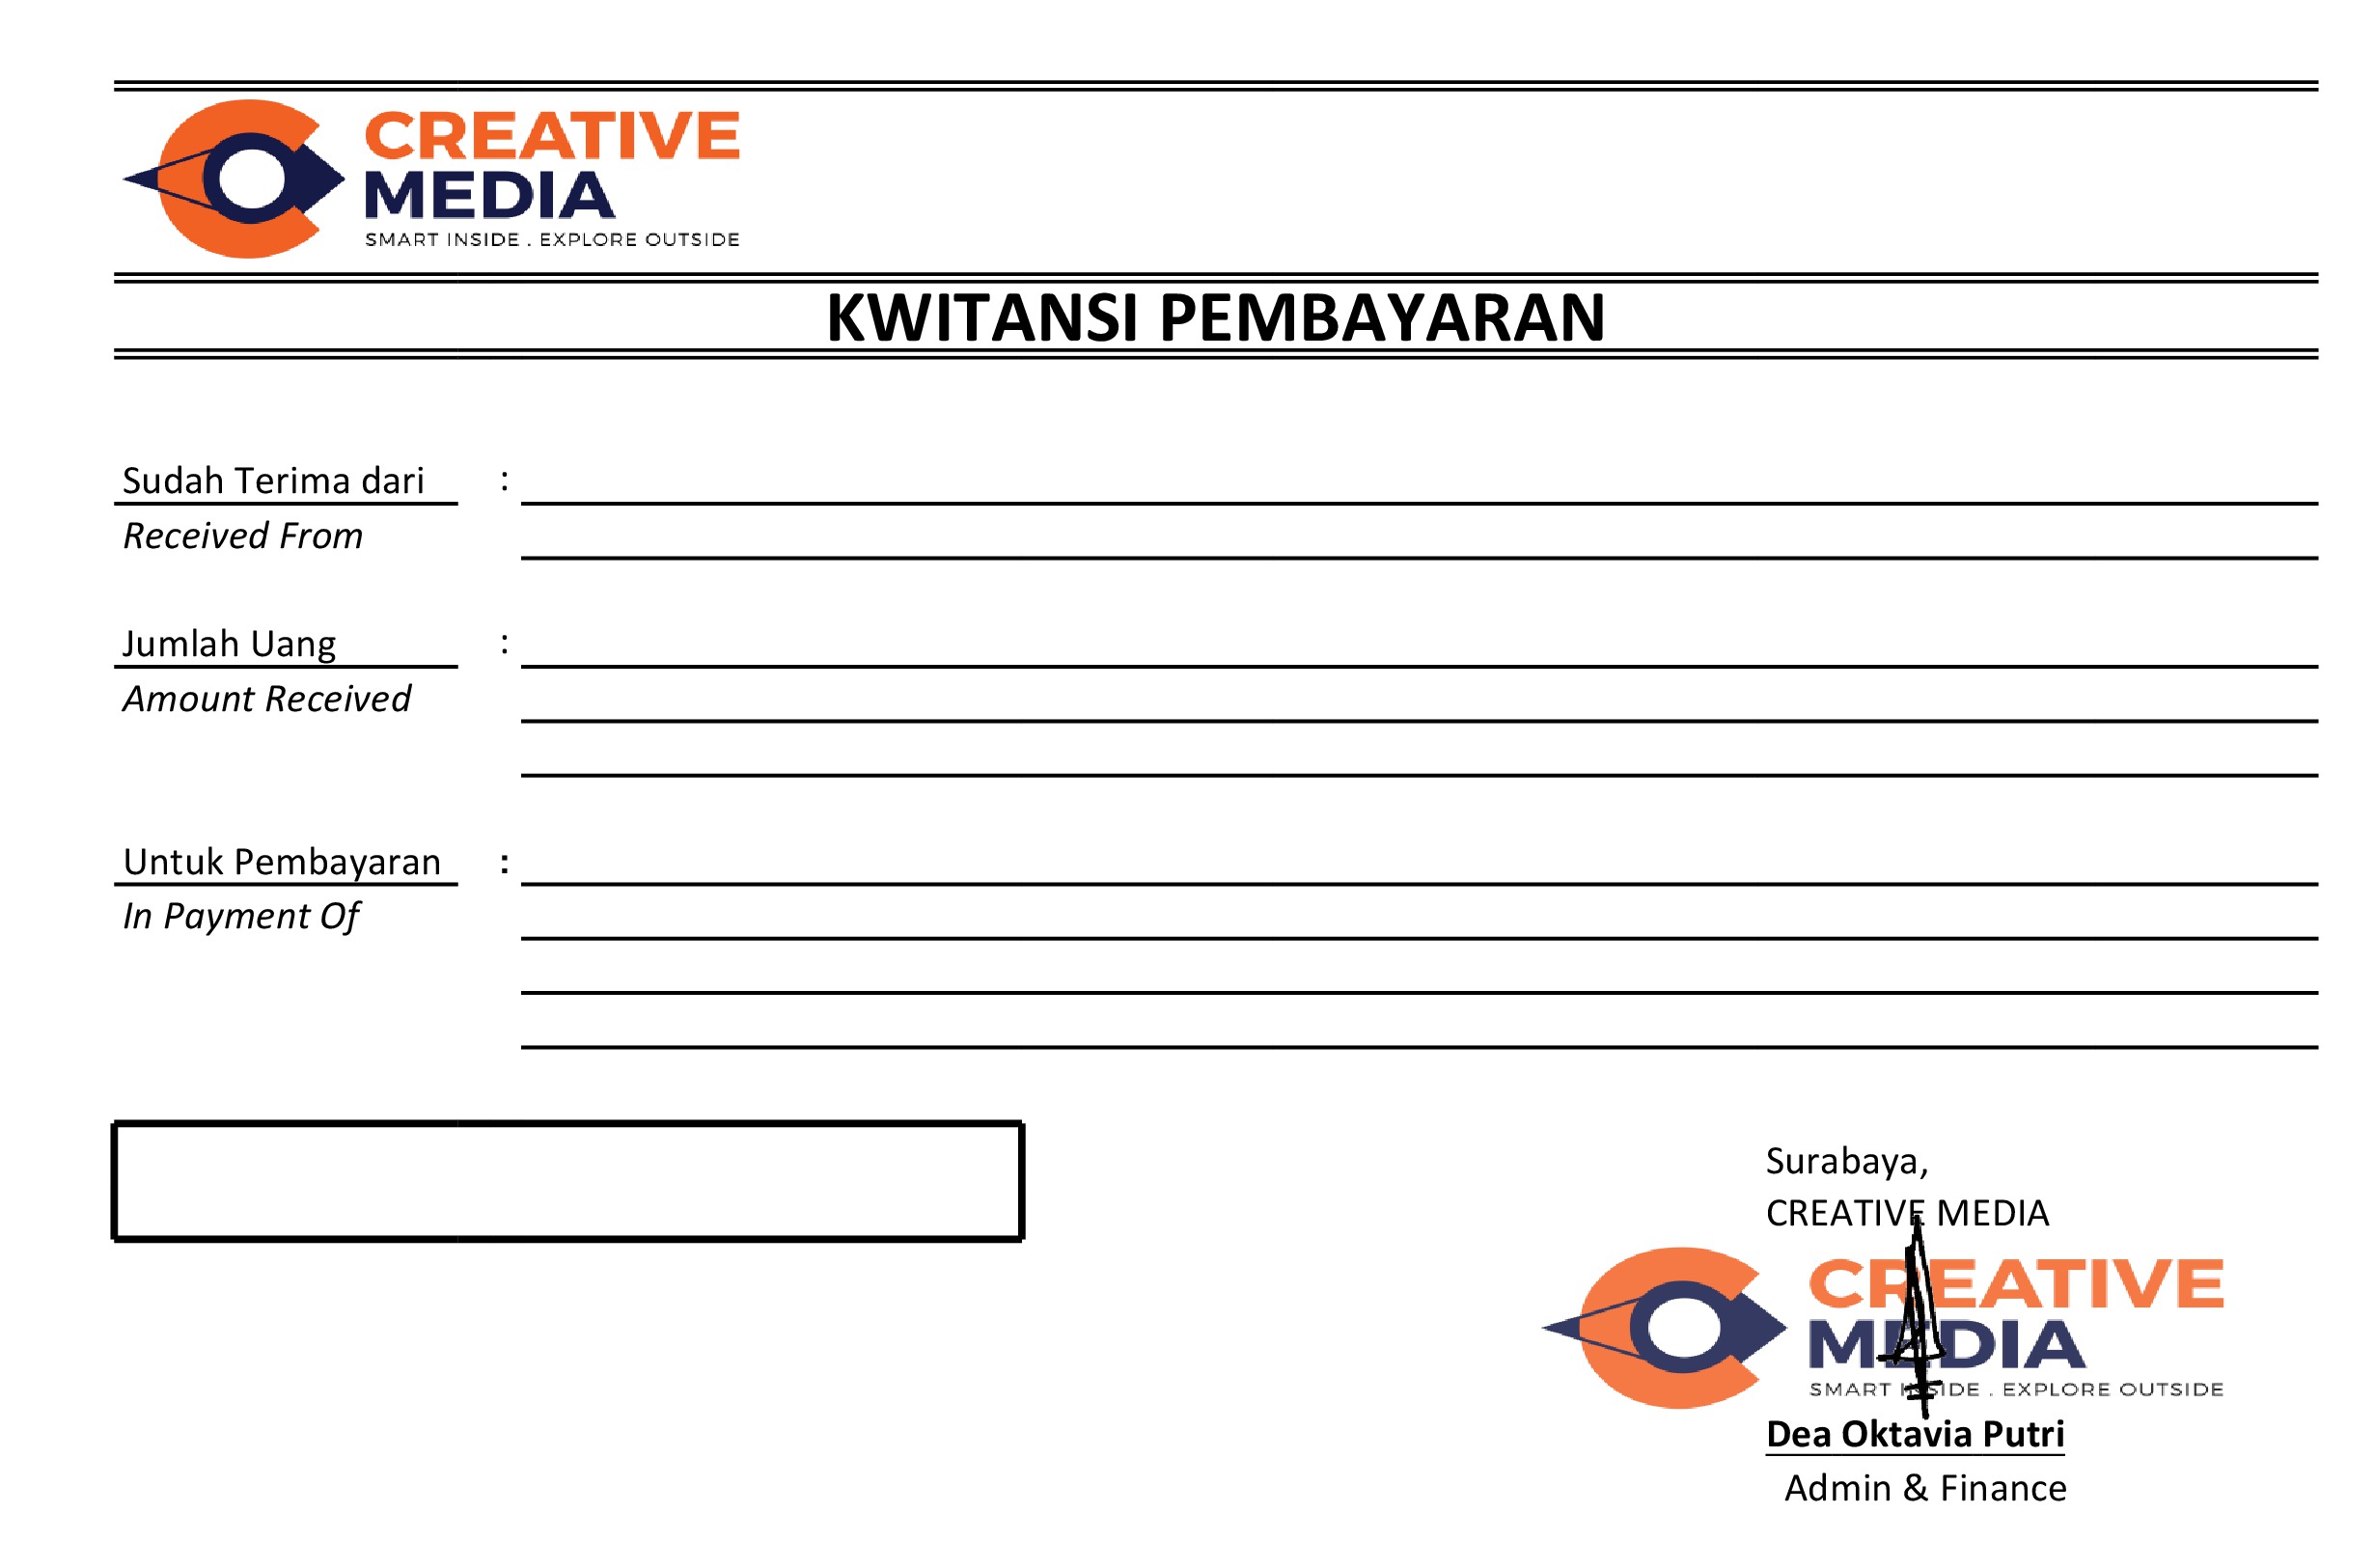 CREATIVE
MEDIA
SMART INSIDE . EXPLORE OUTSIDE
KWITANSI PEMBAYARAN
Sudah Terima dari :
Received From
Jumlah Uang :
Amount Received
Untuk Pembayaran :
In Payment Of
Surabaya,
CREATIVE MEDIA
CREATIVE
MEDIA
SMART INSIDE . EXPLORE OUTSIDE
Dea Oktavia Putri
Admin & Finance